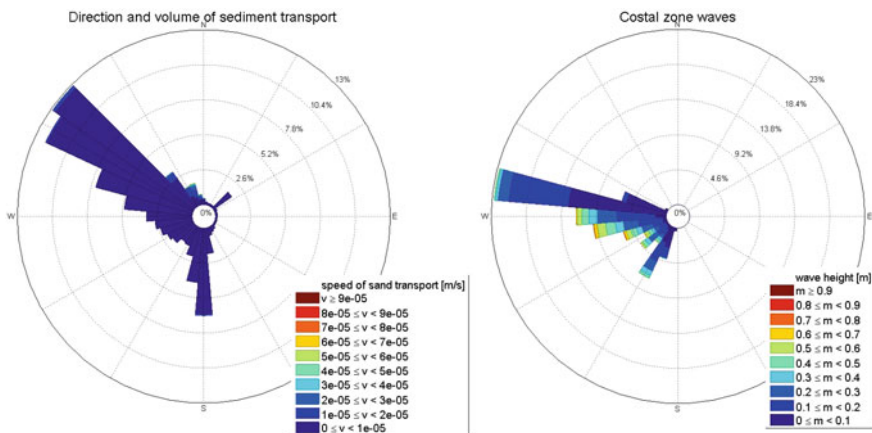 Direction and volume of sediment transport
N
13%
10.4%
7.8%
5.2%
2.6%
0%
W
E
S
speed of sand transport [m/s]
v ≥ 9e-05
8e-05 ≤ v < 9e-05
7e-05 ≤ v < 8e-05
6e-05 ≤ v < 7e-05
5e-05 ≤ v < 6e-05
4e-05 ≤ v < 5e-05
3e-05 ≤ v < 4e-05
2e-05 ≤ v < 3e-05
1e-05 ≤ v < 2e-05
0 ≤ v < 1e-05
Costal zone waves
N
23%
18.4%
13.8%
9.2%
4.6%
0%
W
E
S
wave height [m]
m ≥ 0.9
0.8 ≤ m < 0.9
0.7 ≤ m < 0.8
0.6 ≤ m < 0.7
0.5 ≤ m < 0.6
0.4 ≤ m < 0.5
0.3 ≤ m < 0.4
0.2 ≤ m < 0.3
0.1 ≤ m < 0.2
0 ≤ m < 0.1